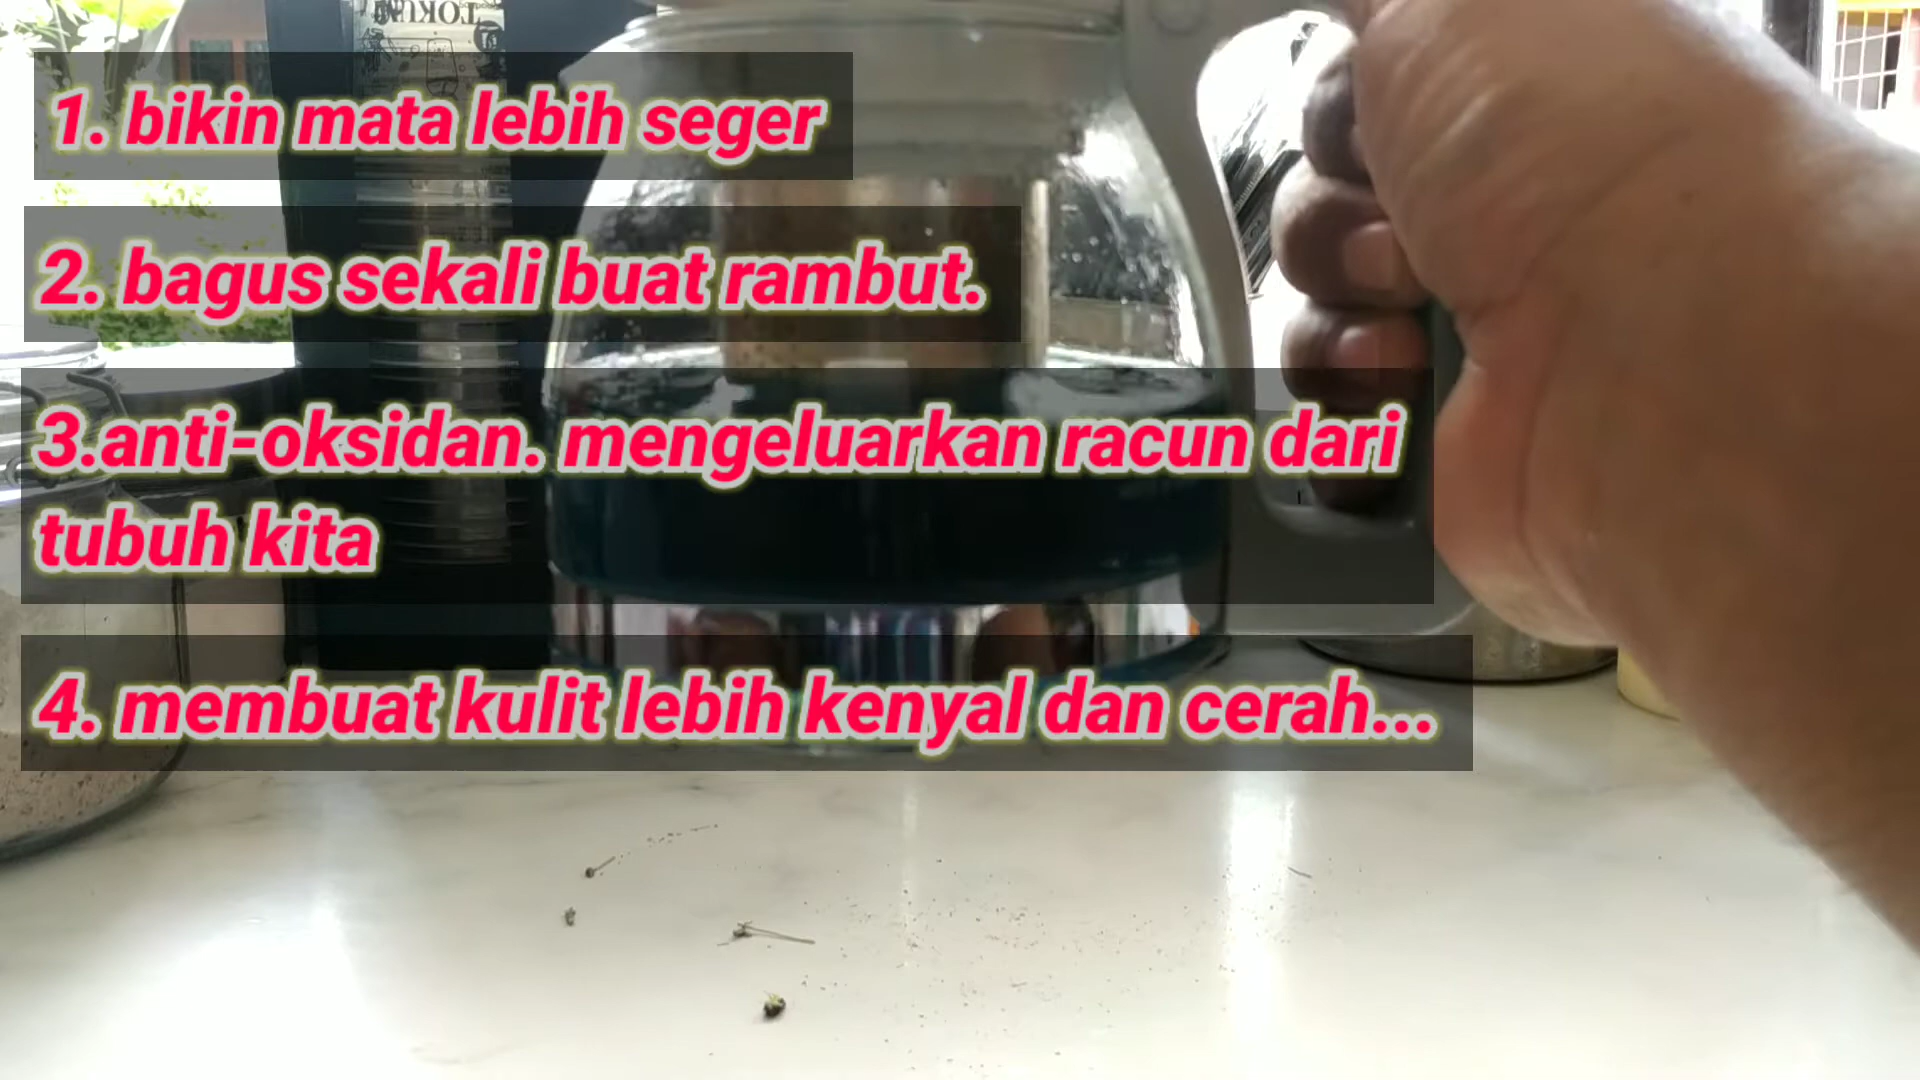 1. bikin mata lebih seger
2. bagus sekali buat rambut.
3.anti-oksidan. mengeluarkan racun dari
tubuh kita
4. membuat kulit lebih kenyal dan cerah...